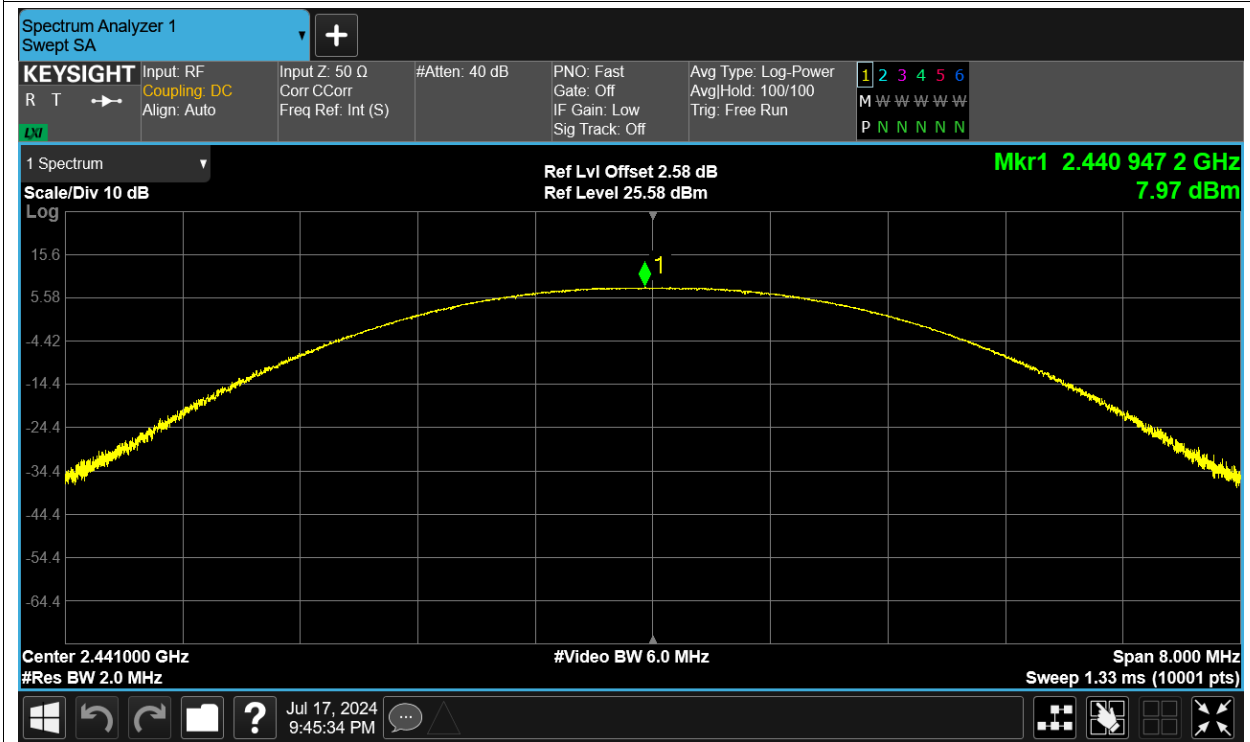 Spectrum Analyzer 1
Swept SA
+
KEYSIGHT
R T
LXI
Input: RF
Coupling: DC
Align: Auto
Input Z: 50 Ω
Corr CCorr
Freq Ref: Int (S)
#Atten: 40 dB
PNO: Fast
Gate: Off
IF Gain: Low
Sig Track: Off
Avg Type: Log-Power
Avg|Hold: 100/100
Trig: Free Run
1 2 3 4 5 6
M W W W W W
P N N N N N
1 Spectrum
Scale/Div 10 dB
Log
Ref Lvl Offset 2.58 dB
Ref Level 25.58 dBm
Mkr1 2.440 947 2 GHz
7.97 dBm
1
15.6
5.58
-4.42
-14.4
-24.4
-34.4
-44.4
-54.4
-64.4
Center 2.441000 GHz
#Res BW 2.0 MHz
#Video BW 6.0 MHz
Span 8.000 MHz
Sweep 1.33 ms (10001 pts)
?
Jul 17, 2024
9:45:34 PM